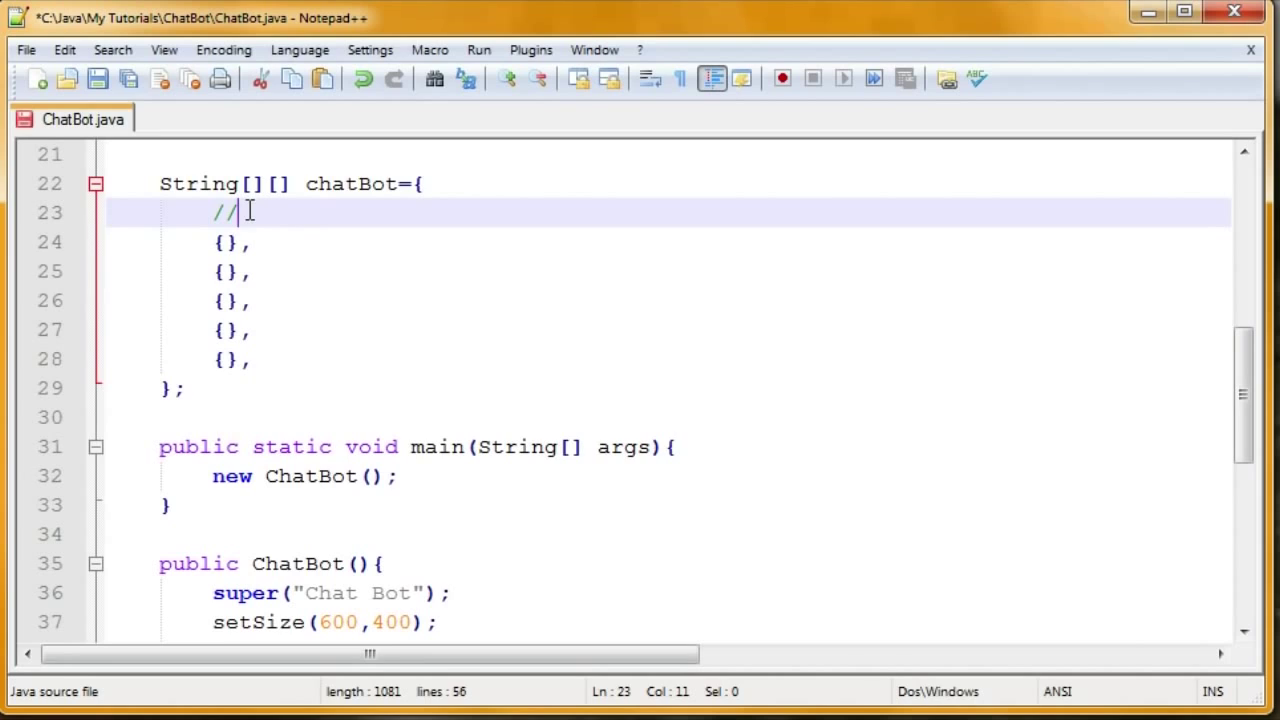 *C:\Java\My Tutorials\ChatBot\ChatBot.java - Notepad++
File Edit Search View Encoding Language Settings Macro Run Plugins Window ? X
ABC
ChatBot.java
21
22 String[][] chatBot={
23 //
24 {},
25 {},
26 {},
27 {},
28 {},
29 };
30
31 public static void main(String[] args){
32 new ChatBot();
33 }
34
35 public ChatBot(){
36 super("Chat Bot");
37 setSize(600,400);
Java source file length : 1081 lines : 56 Ln : 23 Col : 11 Sel : 0 Dos\Windows ANSI INS